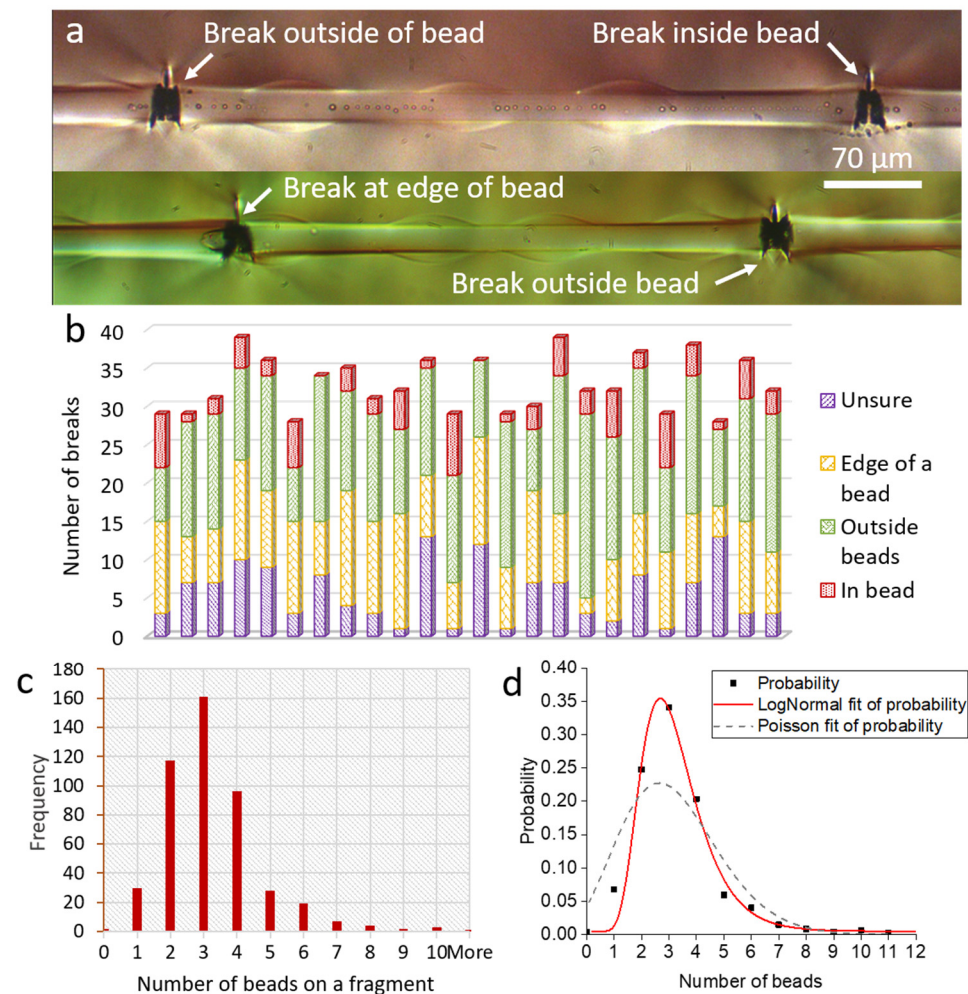 a
Break outside of bead
Break inside bead
70 µm
Break at edge of bead
Break outside bead
b
Number of breaks
40
35
30
25
20
15
10
5
0
Unsure
Edge of a
bead
Outside
beads
In bead
c
Frequency
180
160
140
120
100
80
60
40
20
0
0 1 2 3 4 5 6 7 8 9 10More
Number of beads on a fragment
d
Probability
0.40
0.35
0.30
0.25
0.20
0.15
0.10
0.05
0.00
Probability
LogNormal fit of probability
Poisson fit of probability
0 1 2 3 4 5 6 7 8 9 10 11 12
Number of beads